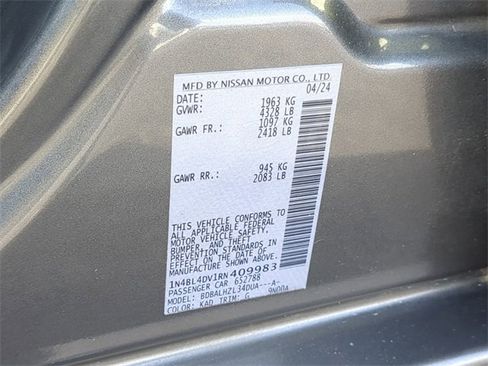 MFD BY NISSAN MOTOR CO., LTD.
04/24
DATE: 1963 KG
GVWR: 4328 LB
1097 KG
GAWR FR.: 2418 LB
945 KG
GAWR RR.: 2083 LB
THIS VEHICLE CONFORMS TO
ALL APPLICABLE FEDERAL
MOTOR VEHICLE SAFETY,
BUMPER, AND THEFT
PREVENTION STANDARDS IN
EFFECT ON THE DATE OF
MANUFACTURE SHOWN ABOVE.
1N4BL4DV1RN409983
PASSENGER CAR 652788
MODEL: BDBALHZL34DUA---A-
COLOR: KAD TRIM: G 9NDDA